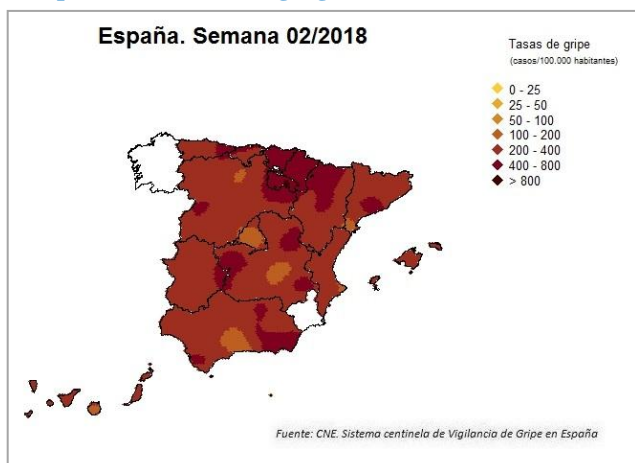 España. Semana 02/2018
Tasas de gripe
(casos/100.000 habitantes)
0 - 25
25 - 50
50 - 100
100 - 200
200 - 400
400 - 800
> 800
Fuente: CNE. Sistema centinela de Vigilancia de Gripe en España